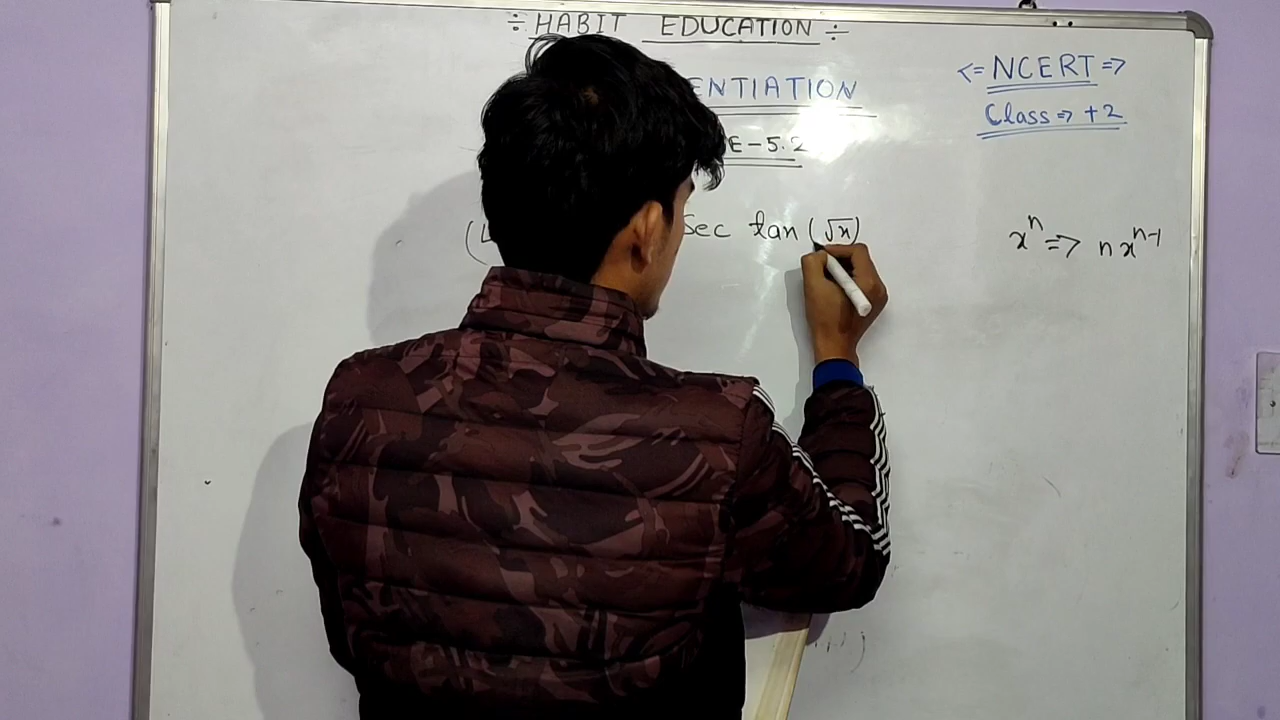 ÷ HABIT EDUCATION ÷
ENTIATION
E-5.2
<= NCERT =>
Class => +2
Sec tan (√x)
xⁿ => n xⁿ⁻¹